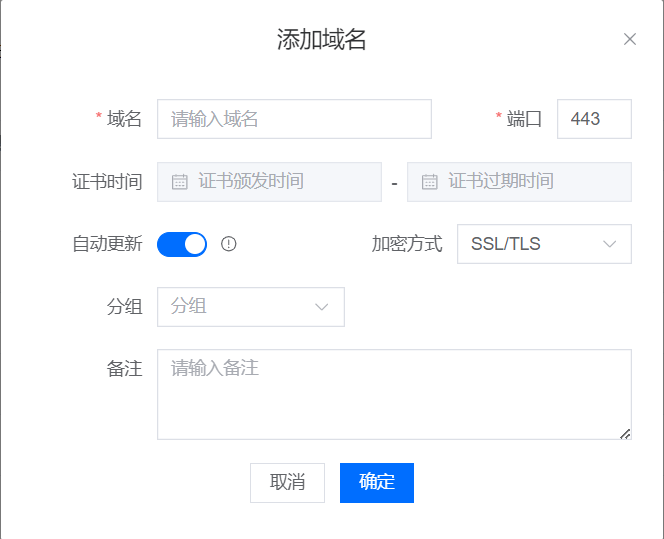 添加域名
* 域名 请输入域名 * 端口 443
证书时间 证书颁发时间 - 证书过期时间
自动更新 加密方式 SSL/TLS
分组 分组
备注 请输入备注
取消 确定